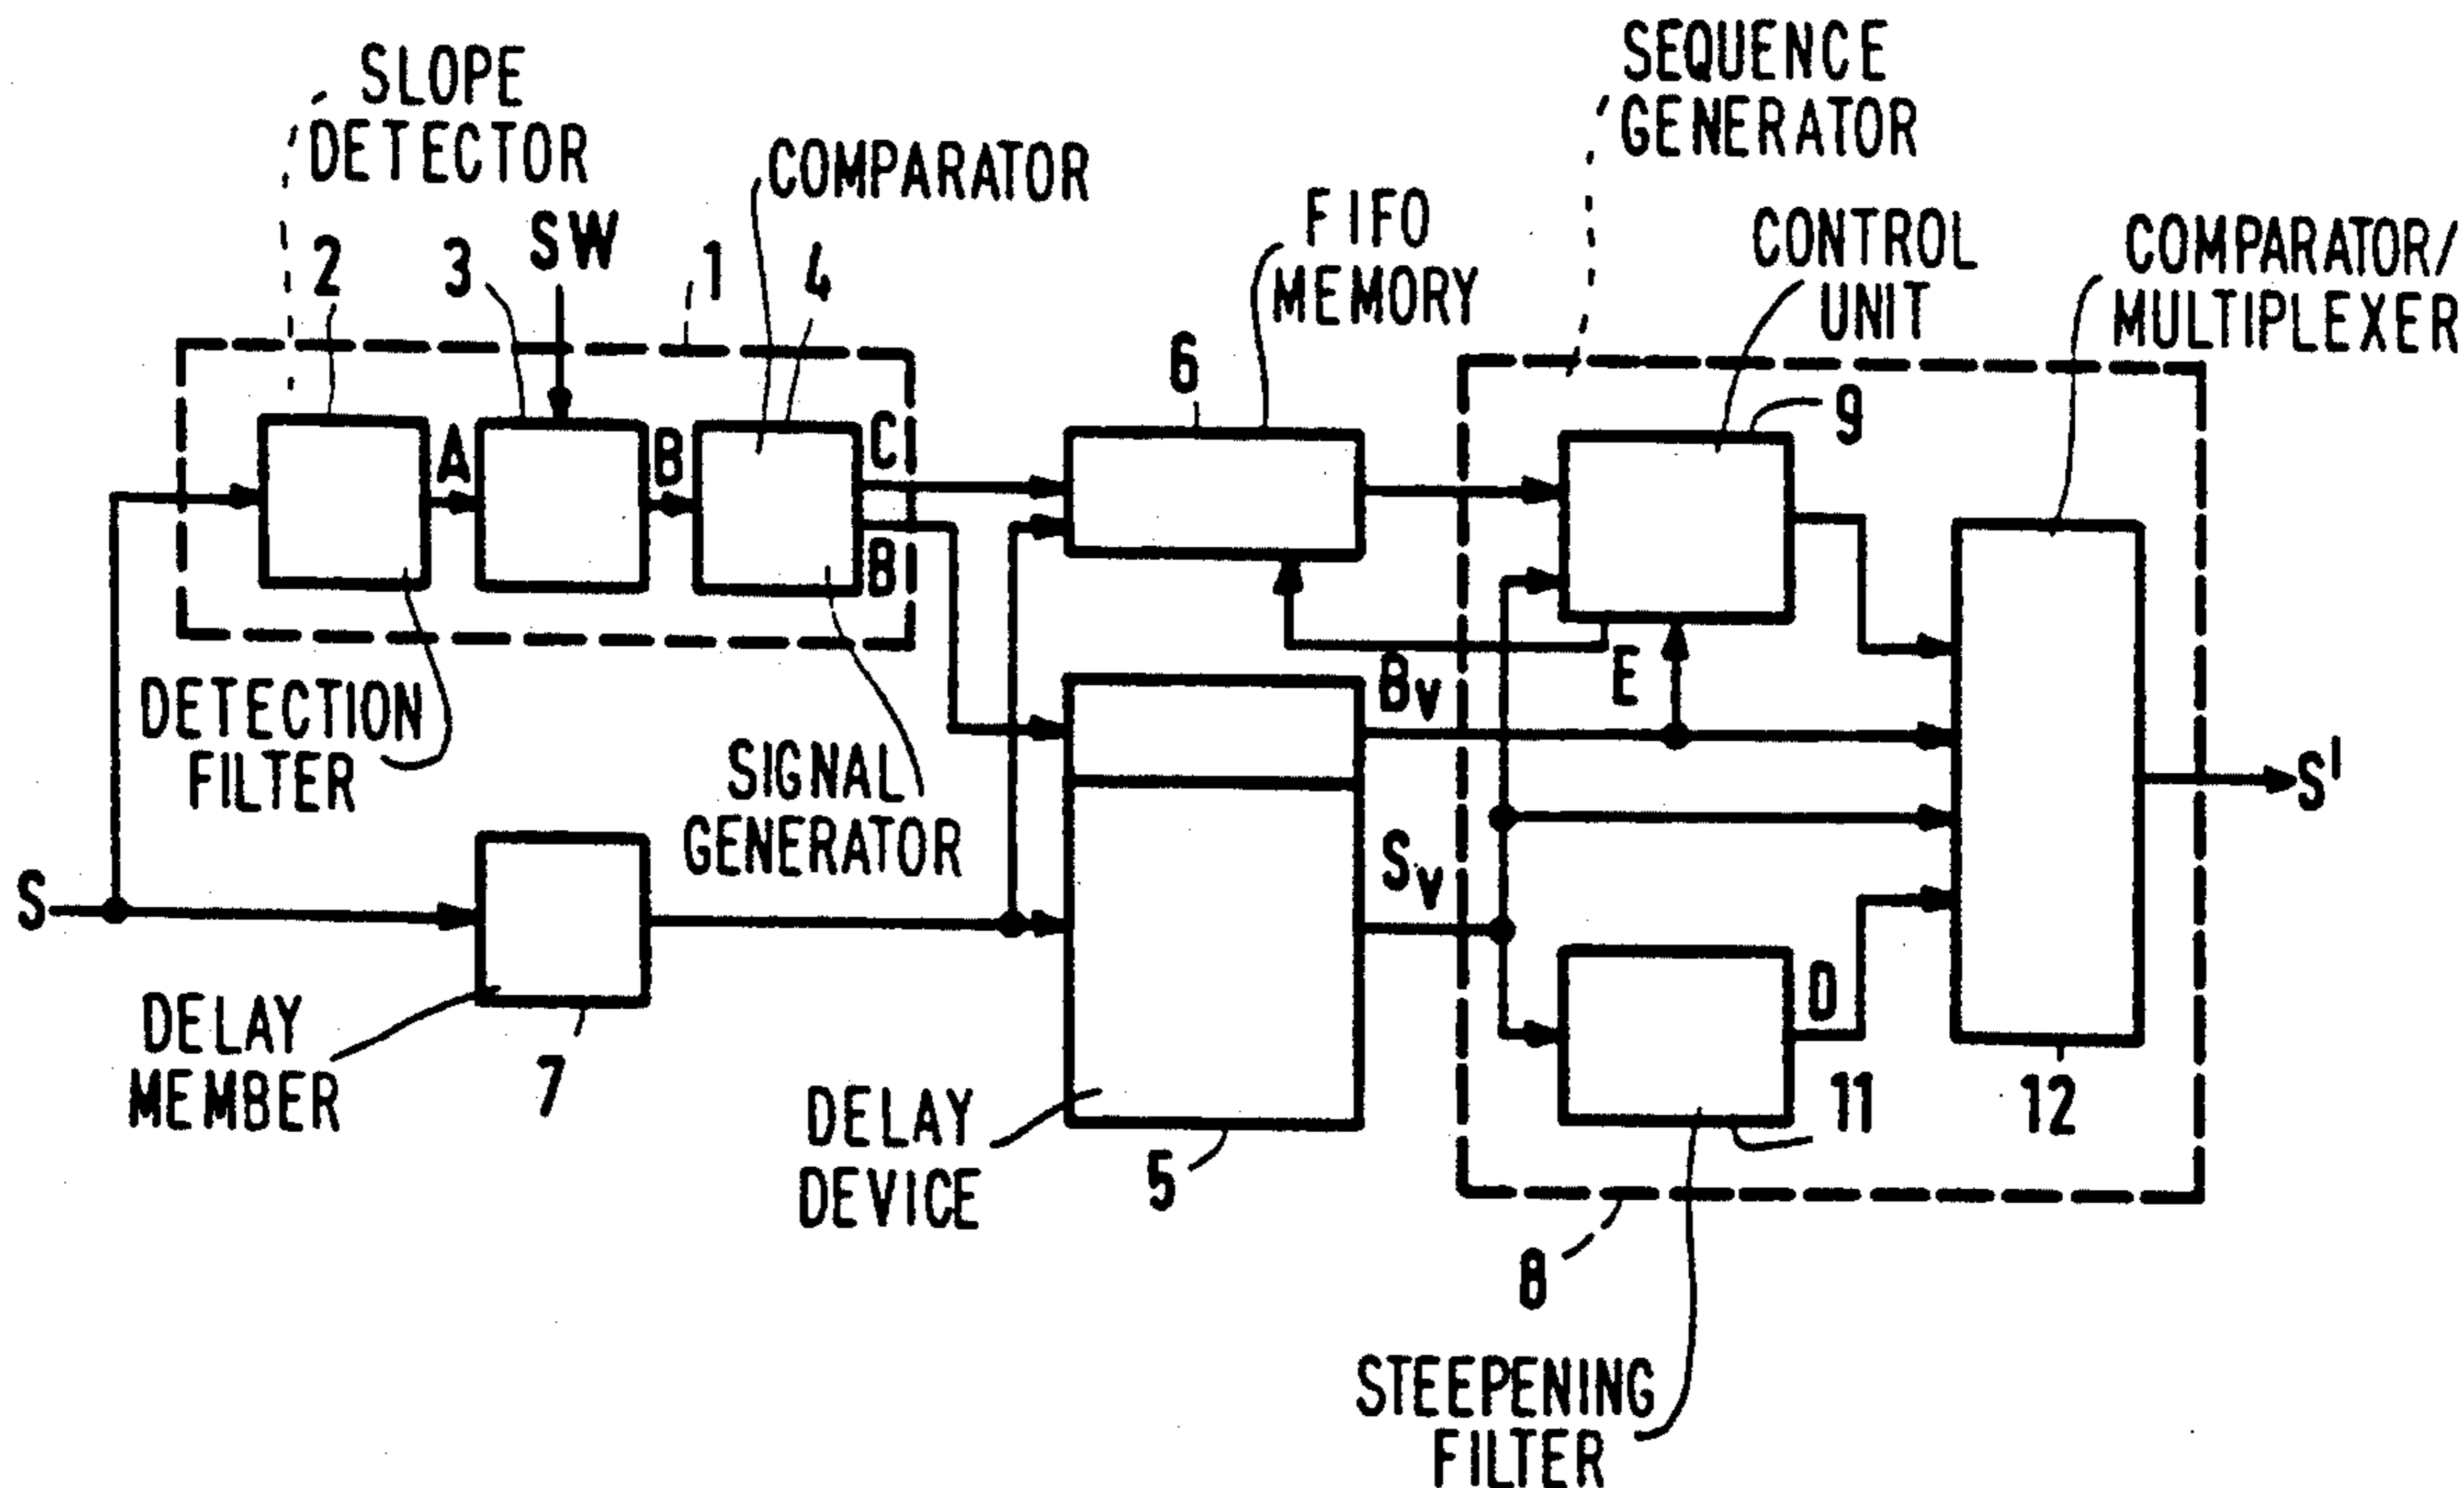 SLOPE
DETECTOR
SEQUENCE
GENERATOR
COMPARATOR
FIFO
MEMORY
CONTROL
UNIT
COMPARATOR/
MULTIPLEXER
2
3
SW
1
4
6
9
A
B
C
B
DETECTION
FILTER
SIGNAL
GENERATOR
BV
E
SV
S'
S
D
DELAY
MEMBER
7
DELAY
DEVICE
5
11
12
8
STEEPENING
FILTER